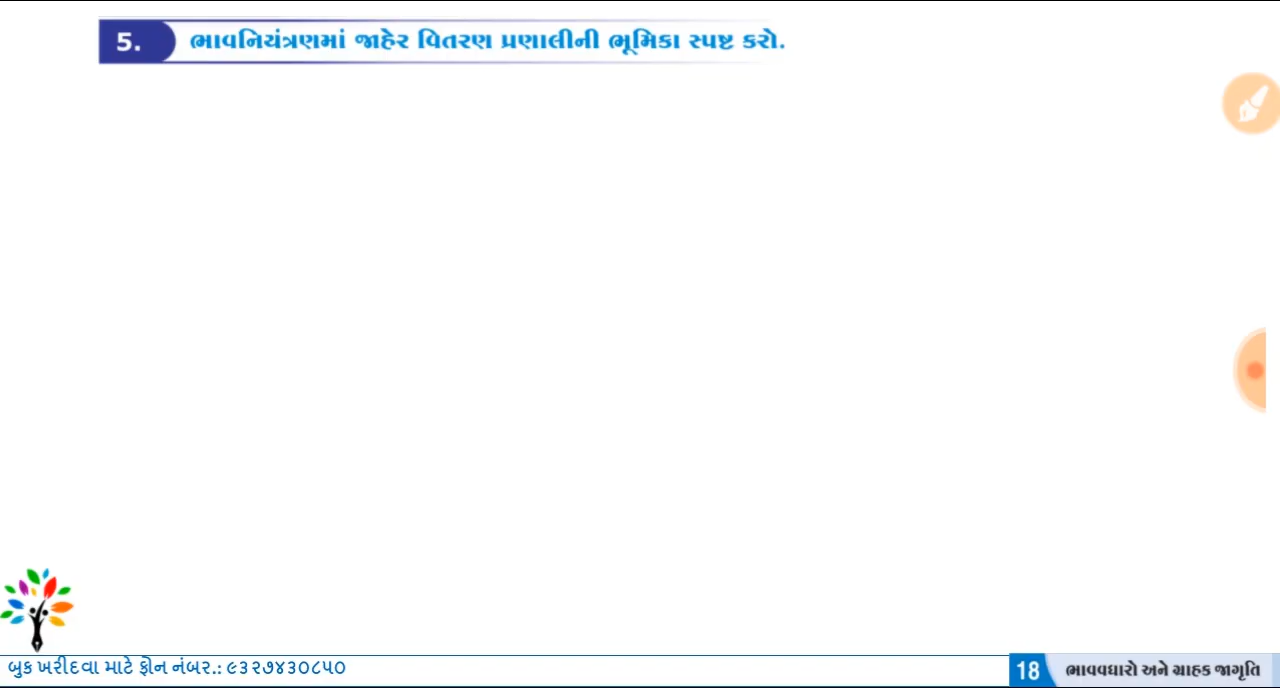 5. ભાવનિયંત્રણમાં જાહેર વિતરણ પ્રણાલીની ભૂમિકા સ્પષ્ટ કરો.
બુક ખરીદવા માટે ફોન નંબર.: ૯૩૨૭૪૩૦૮૫૦
18 ભાવવધારો અને ગ્રાહક જાગૃતિ